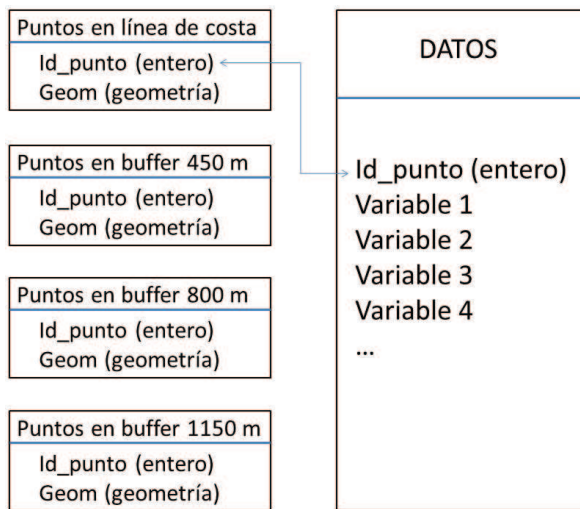 Puntos en línea de costa
Id_punto (entero)
Geom (geometría)
Puntos en buffer 450 m
Id_punto (entero)
Geom (geometría)
Puntos en buffer 800 m
Id_punto (entero)
Geom (geometría)
Puntos en buffer 1150 m
Id_punto (entero)
Geom (geometría)
DATOS
Id_punto (entero)
Variable 1
Variable 2
Variable 3
Variable 4
...